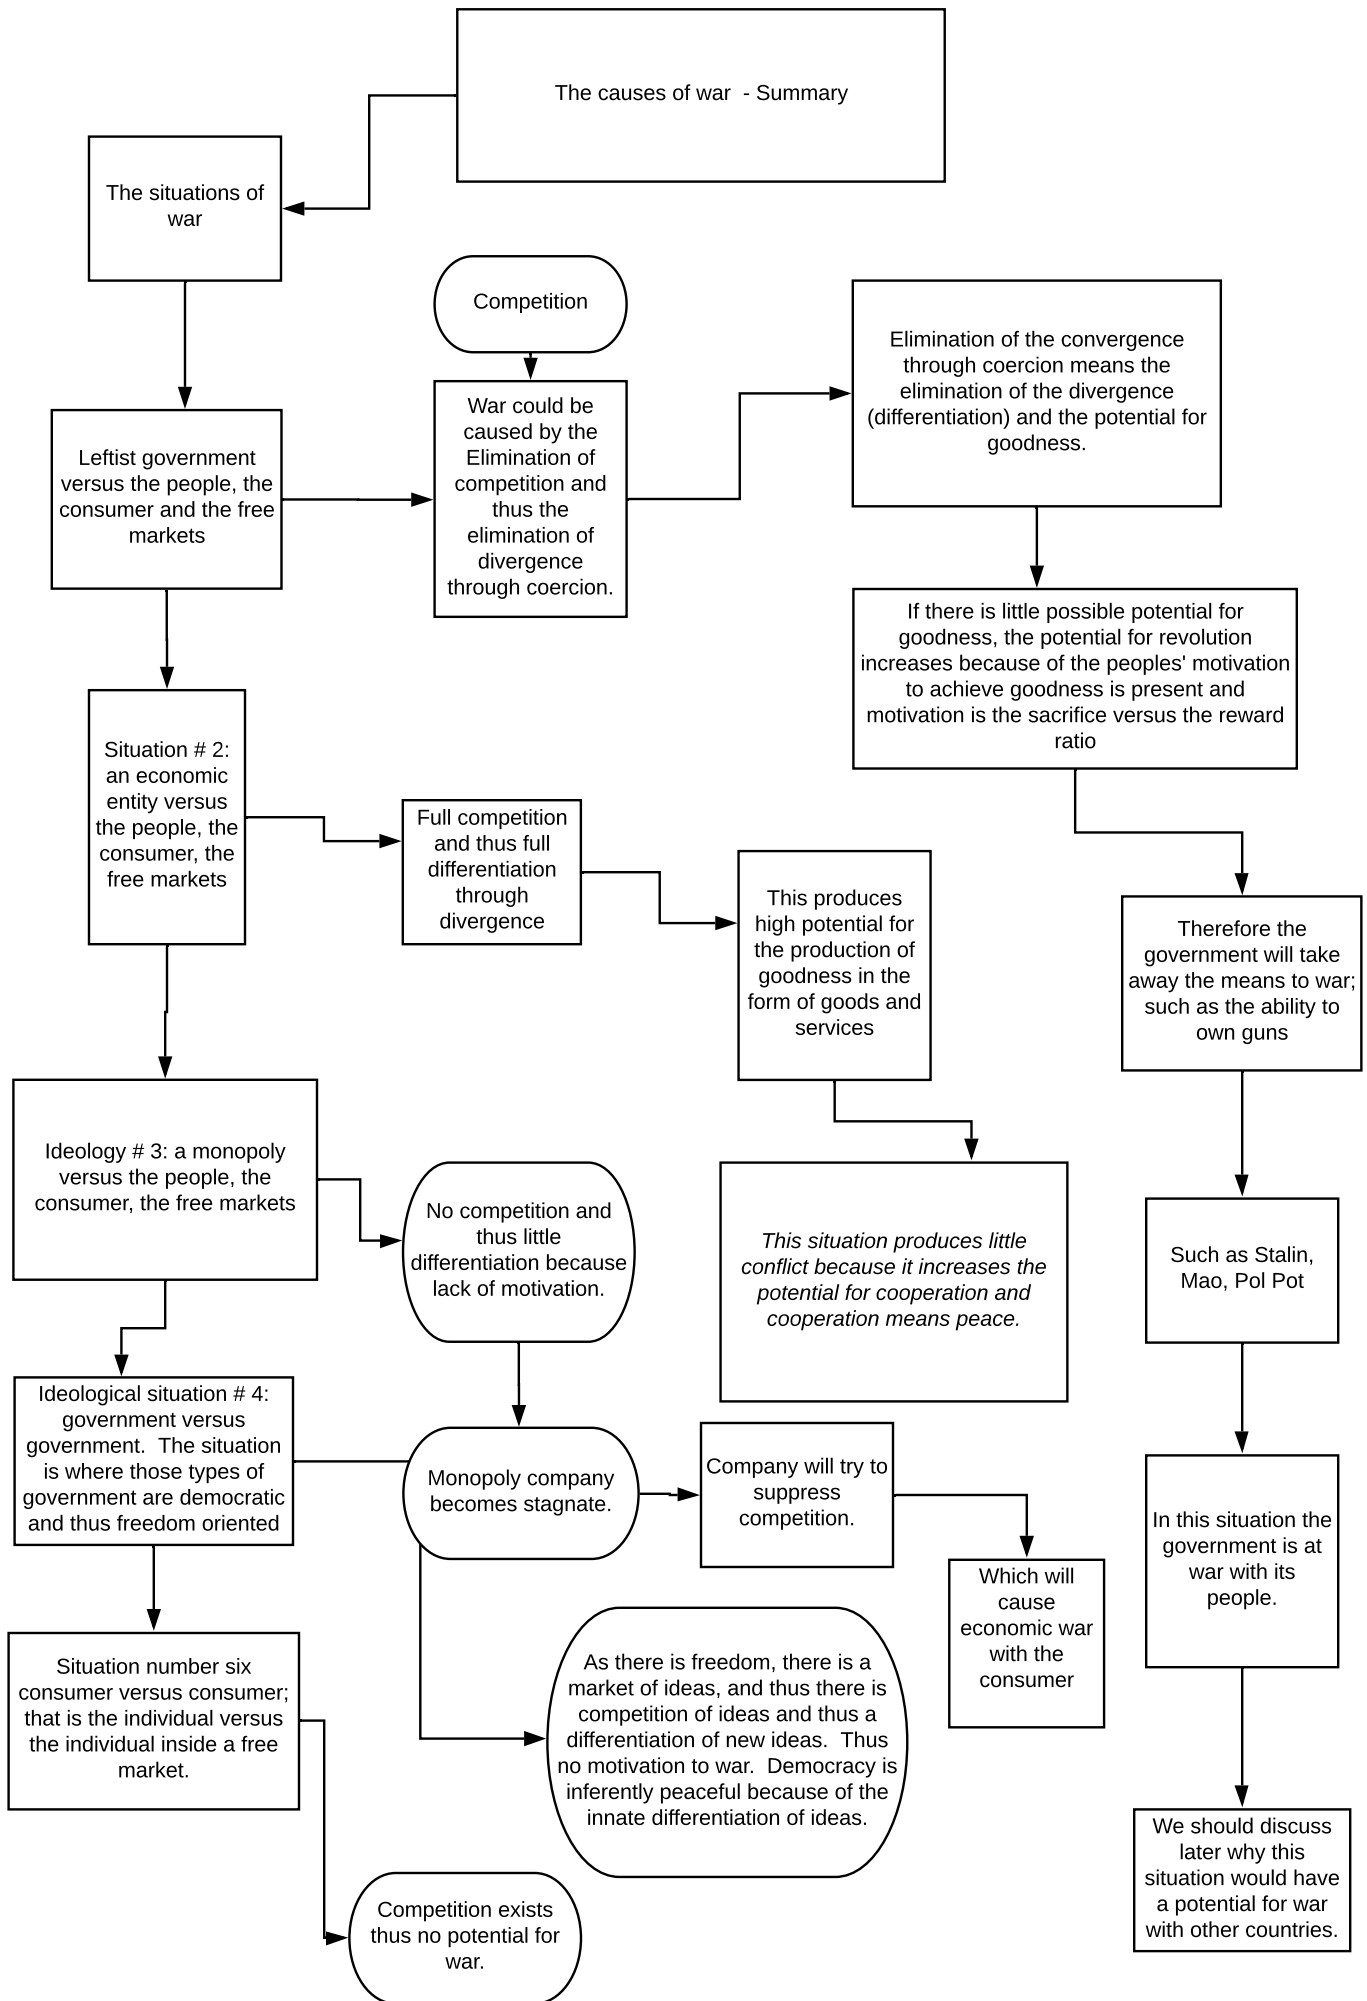 The causes of war  - Summary
The situations of
war
Competition
Elimination of the convergence
through coercion means the
elimination of the divergence
(differentiation) and the potential for
goodness.
War could be
caused by the
Elimination of
competition and
thus the
elimination of
divergence
through coercion.
Leftist government
versus the people, the
consumer and the free
markets
If there is little possible potential for
goodness, the potential for revolution
increases because of the peoples' motivation
to achieve goodness is present and
motivation is the sacrifice versus the reward
ratio
Situation # 2:
an economic
entity versus
the people, the
consumer, the
free markets
Full competition
and thus full
differentiation
through
divergence
This produces
high potential for
the production of
goodness in the
form of goods and
services
Therefore the
government will take
away the means to war;
such as the ability to
own guns
Ideology # 3: a monopoly
versus the people, the
consumer, the free markets
No competition and
thus little
differentiation because
lack of motivation.
This situation produces little
conflict because it increases the
potential for cooperation and
cooperation means peace.
Such as Stalin,
Mao, Pol Pot
Ideological situation # 4:
government versus
government.  The situation
is where those types of
government are democratic
and thus freedom oriented
Monopoly company
becomes stagnate.
Company will try to
suppress
competition.
In this situation the
government is at
war with its
people.
Which will
cause
economic war
with the
consumer
Situation number six
consumer versus consumer;
that is the individual versus
the individual inside a free
market.
As there is freedom, there is a
market of ideas, and thus there is
competition of ideas and thus a
differentiation of new ideas.  Thus
no motivation to war.  Democracy is
inferently peaceful because of the
innate differentiation of ideas.
We should discuss
later why this
situation would have
a potential for war
with other countries.
Competition exists
thus no potential for
war.